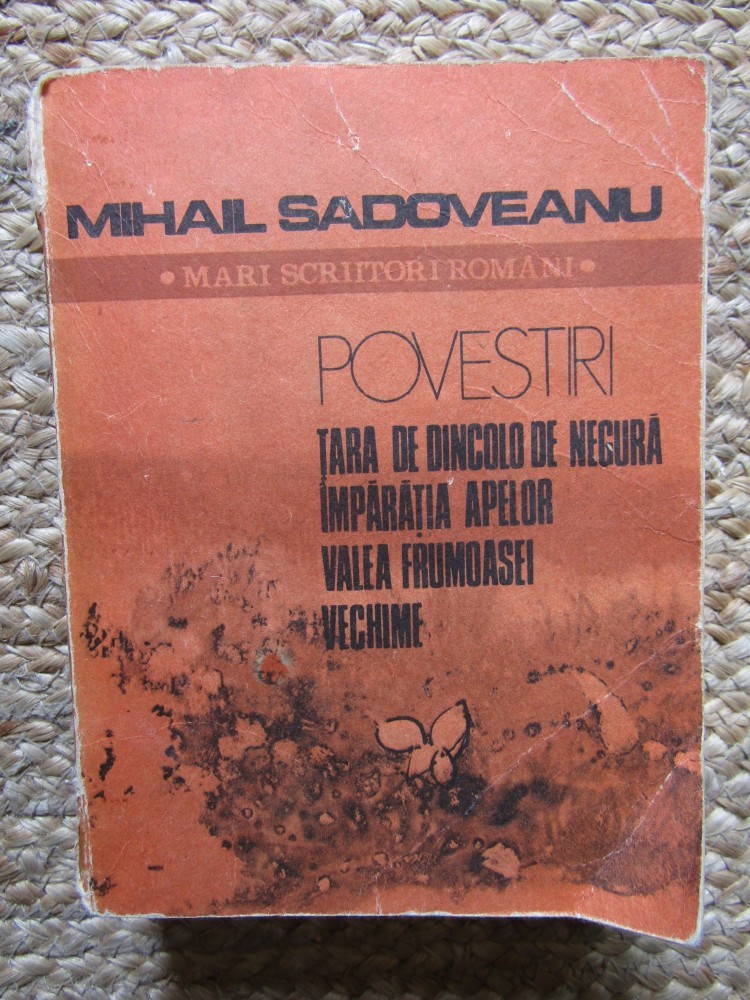 MIHAIL SADOVEANU
• MARI SCRIITORI ROMÂNI •
POVESTIRI
ȚARA DE DINCOLO DE NEGURĂ
ÎMPĂRĂȚIA APELOR
VALEA FRUMOASEI
VECHIME